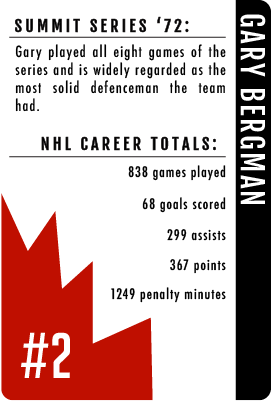 SUMMIT SERIES ‘72:
Gary played all eight games of the
series and is widely regarded as the
most solid defenceman the team
had.
NHL CAREER TOTALS:
838 games played
68 goals scored
299 assists
367 points
1249 penalty minutes
#2
GARY BERGMAN